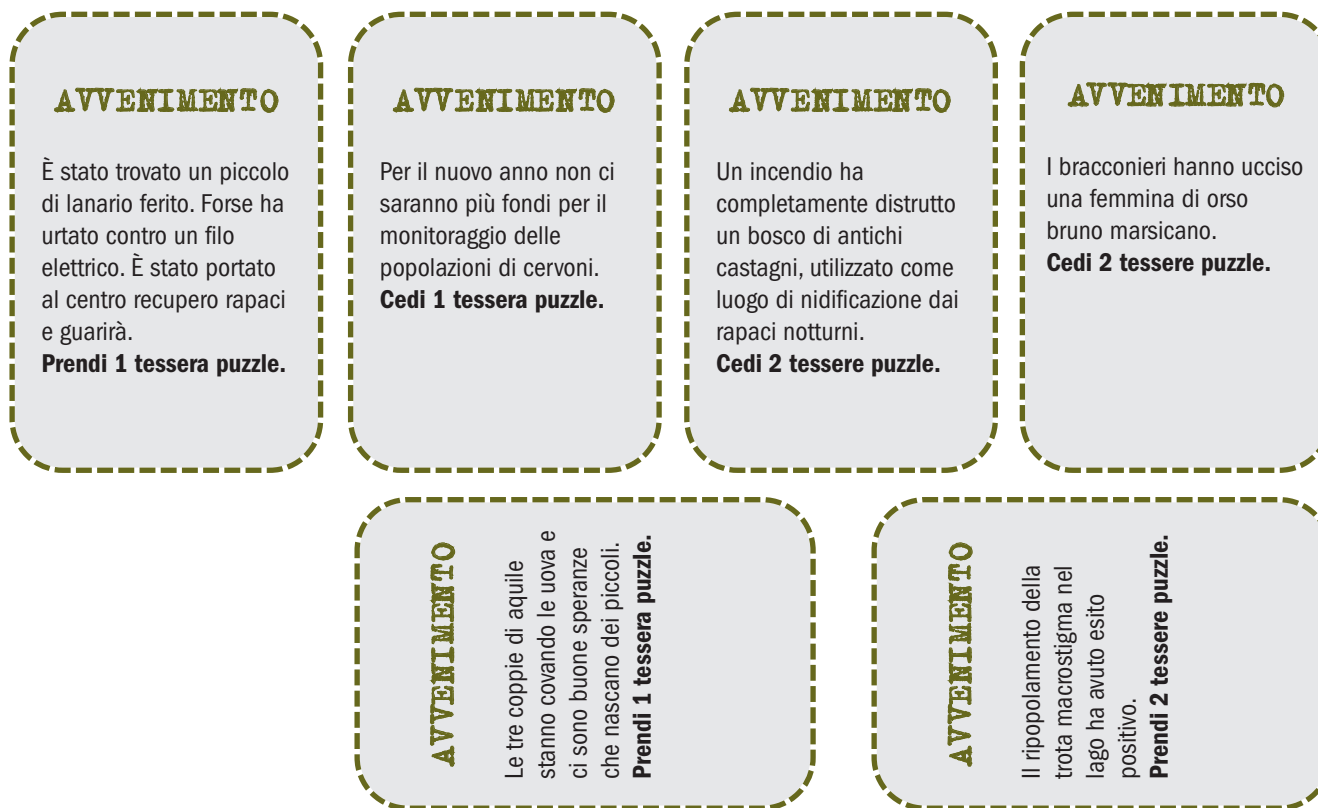 AVVENIMENTO
È stato trovato un piccolo
di lanario ferito. Forse ha
urtato contro un filo
elettrico. È stato portato
al centro recupero rapaci
e guarirà.
Prendi 1 tessera puzzle.
AVVENIMENTO
Per il nuovo anno non ci
saranno più fondi per il
monitoraggio delle
popolazioni di cervoni.
Cedi 1 tessera puzzle.
AVVENIMENTO
Un incendio ha
completamente distrutto
un bosco di antichi
castagni, utilizzato come
luogo di nidificazione dai
rapaci notturni.
Cedi 2 tessere puzzle.
AVVENIMENTO
I bracconieri hanno ucciso
una femmina di orso
bruno marsicano.
Cedi 2 tessere puzzle.
AVVENIMENTO
Le tre coppie di aquile
stanno covando le uova e
ci sono buone speranze
che nascano dei piccoli.
Prendi 1 tessera puzzle.
AVVENIMENTO
Il ripopolamento della
trota macrostigma nel
lago ha avuto esito
positivo.
Prendi 2 tessere puzzle.